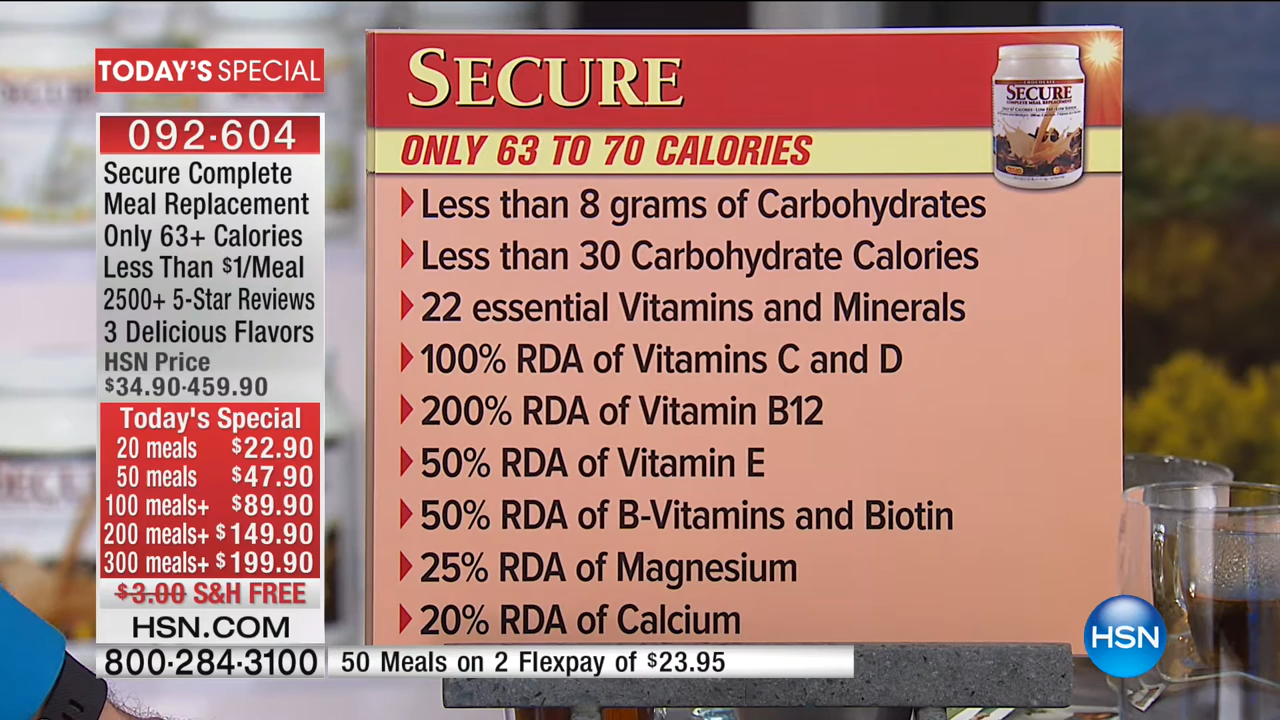 TODAY'S SPECIAL
092·604
Secure Complete
Meal Replacement
Only 63+ Calories
Less Than $1/Meal
2500+ 5-Star Reviews
3 Delicious Flavors
HSN Price
$34.90-459.90
Today's Special
20 meals $22.90
50 meals $47.90
100 meals+ $89.90
200 meals+ $149.90
300 meals+ $199.90
$3.00 S&H FREE
HSN.COM
800·284·3100
50 Meals on 2 Flexpay of $23.95
SECURE
ONLY 63 TO 70 CALORIES
Less than 8 grams of Carbohydrates
Less than 30 Carbohydrate Calories
22 essential Vitamins and Minerals
100% RDA of Vitamins C and D
200% RDA of Vitamin B12
50% RDA of Vitamin E
50% RDA of B-Vitamins and Biotin
25% RDA of Magnesium
20% RDA of Calcium
CHOCOLATE
SECURE
COMPLETE MEAL REPLACEMENT
HSN